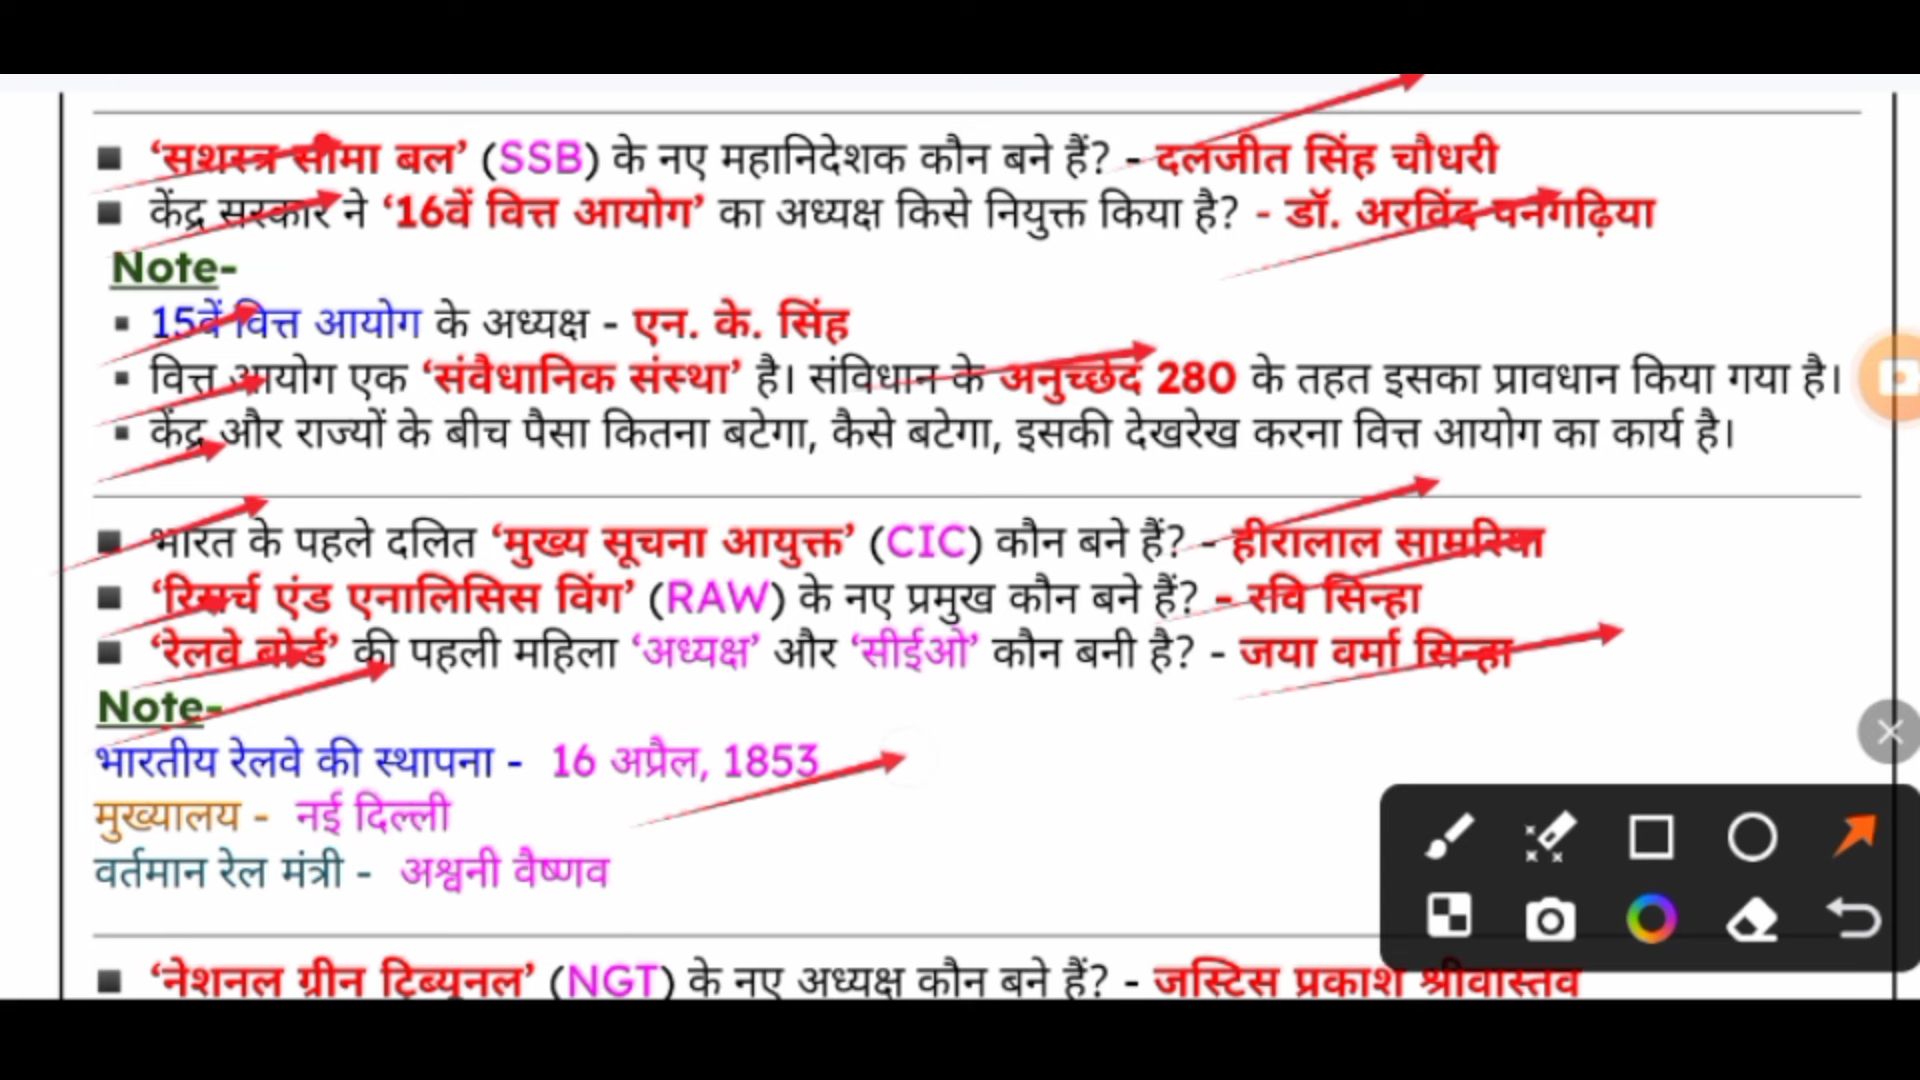 ▪ ‘सशस्त्र सीमा बल’ (SSB) के नए महानिदेशक कौन बने हैं? - दलजीत सिंह चौधरी
▪ केंद्र सरकार ने ‘16वें वित्त आयोग’ का अध्यक्ष किसे नियुक्त किया है? - डॉ. अरविंद पनगढ़िया
Note-
▪ 15वें वित्त आयोग के अध्यक्ष - एन. के. सिंह
▪ वित्त आयोग एक ‘संवैधानिक संस्था’ है। संविधान के अनुच्छेद 280 के तहत इसका प्रावधान किया गया है।
▪ केंद्र और राज्यों के बीच पैसा कितना बटेगा, कैसे बटेगा, इसकी देखरेख करना वित्त आयोग का कार्य है।
▪ भारत के पहले दलित ‘मुख्य सूचना आयुक्त’ (CIC) कौन बने हैं? - हीरालाल सामरिया
▪ ‘रिसर्च एंड एनालिसिस विंग’ (RAW) के नए प्रमुख कौन बने हैं? - रवि सिन्हा
▪ ‘रेलवे बोर्ड’ की पहली महिला ‘अध्यक्ष’ और ‘सीईओ’ कौन बनी है? - जया वर्मा सिन्हा
Note-
भारतीय रेलवे की स्थापना - 16 अप्रैल, 1853
मुख्यालय - नई दिल्ली
वर्तमान रेल मंत्री - अश्वनी वैष्णव
▪ ‘नेशनल ग्रीन ट्रिब्यूनल’ (NGT) के नए अध्यक्ष कौन बने हैं? - जस्टिस प्रकाश श्रीवास्तव